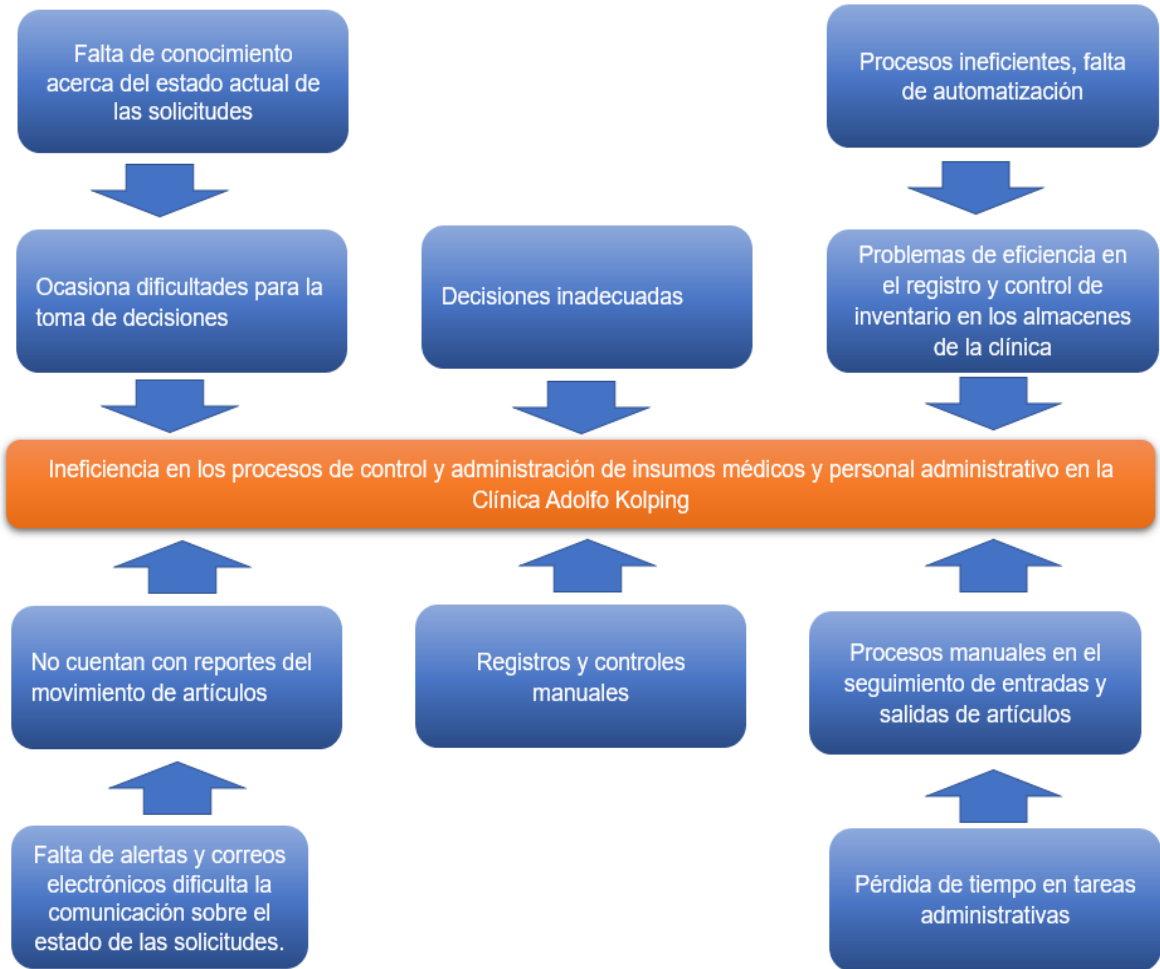 Falta de conocimiento
acerca del estado actual de
las solicitudes
Procesos ineficientes, falta
de automatización
Ocasiona dificultades para la
toma de decisiones
Decisiones inadecuadas
Problemas de eficiencia en
el registro y control de
inventario en los almacenes
de la clínica
Ineficiencia en los procesos de control y administración de insumos médicos y personal administrativo en la
Clínica Adolfo Kolping
No cuentan con reportes del
movimiento de artículos
Registros y controles
manuales
Procesos manuales en el
seguimiento de entradas y
salidas de artículos
Falta de alertas y correos
electrónicos dificulta la
comunicación sobre el
estado de las solicitudes.
Pérdida de tiempo en tareas
administrativas